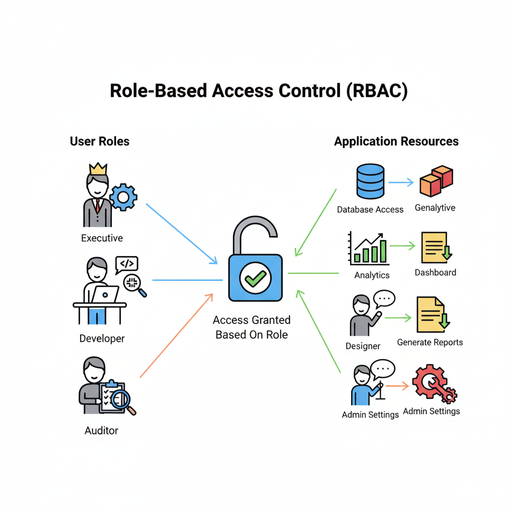 Role-Based Access Control (RBAC)
User Roles
Executive
</>
Developer
Auditor
Access Granted
Based On Role
Application Resources
Database Access
Genalytive
Analytics
Dashboard
Designer
Generate Reports
Admin Settings
Admin Settings